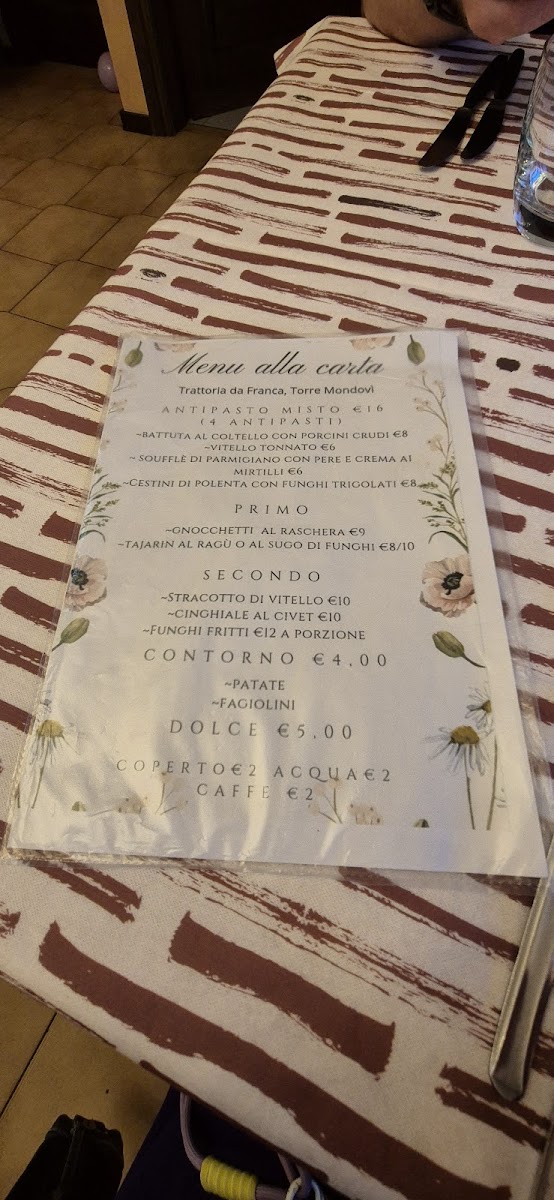 Menu alla carta
Trattoria da Franca, Torre Mondovì
ANTIPASTO MISTO €16
(4 ANTIPASTI)
~BATTUTA AL COLTELLO CON PORCINI CRUDI €8
~VITELLO TONNATO €6
~ SOUFFLÈ DI PARMIGIANO CON PERE E CREMA AI
MIRTILLI €6
~CESTINI DI POLENTA CON FUNGHI TRIGOLATI €8
PRIMO
~GNOCCHETTI AL RASCHERA €9
~TAJARIN AL RAGÙ O AL SUGO DI FUNGHI €8/10
SECONDO
~STRACOTTO DI VITELLO €10
~CINGHIALE AL CIVET €10
~FUNGHI FRITTI €12 A PORZIONE
CONTORNO €4,00
~PATATE
~FAGIOLINI
DOLCE €5,00
COPERTO€2 ACQUA€2
CAFFE €2